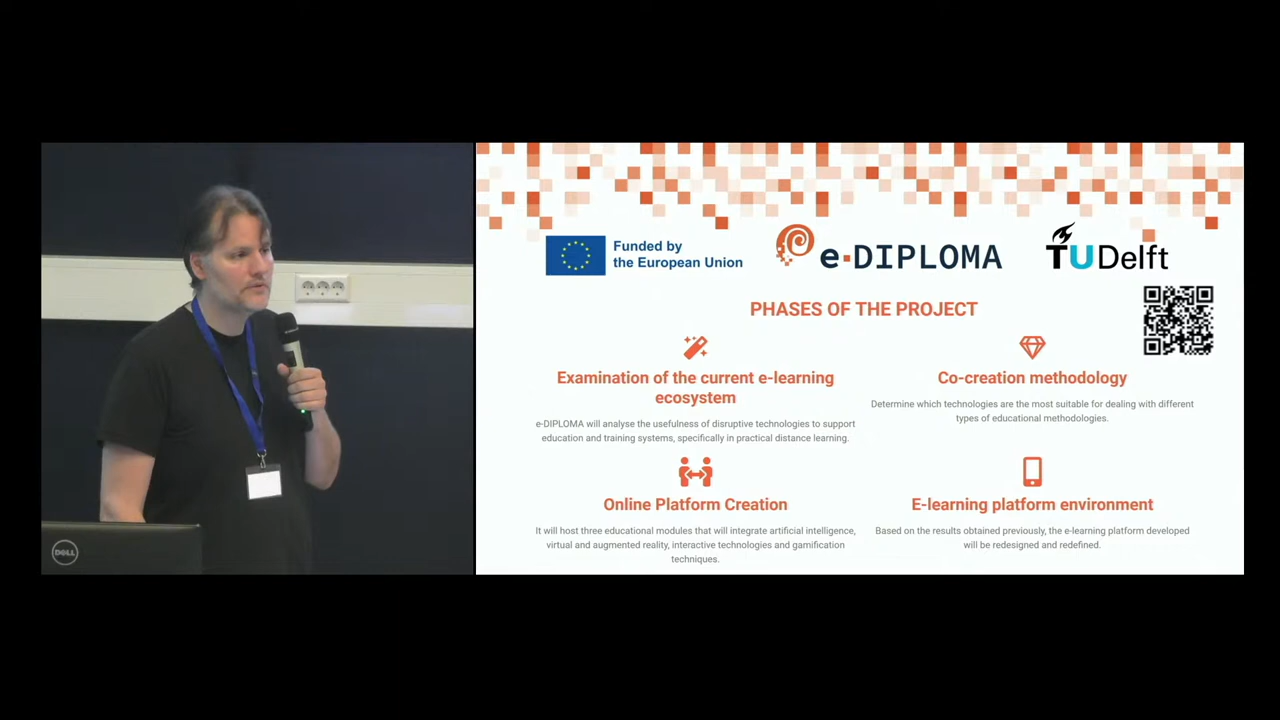 Funded by
the European Union
e-DIPLOMA
TUDelft
PHASES OF THE PROJECT
Examination of the current e-learning
ecosystem
e-DIPLOMA will analyse the usefulness of disruptive technologies to support
education and training systems, specifically in practical distance learning.
Co-creation methodology
Determine which technologies are the most suitable for dealing with different
types of educational methodologies.
Online Platform Creation
It will host three educational modules that will integrate artificial intelligence,
virtual and augmented reality, interactive technologies and gamification
techniques.
E-learning platform environment
Based on the results obtained previously, the e-learning platform developed
will be redesigned and redefined.
DELL